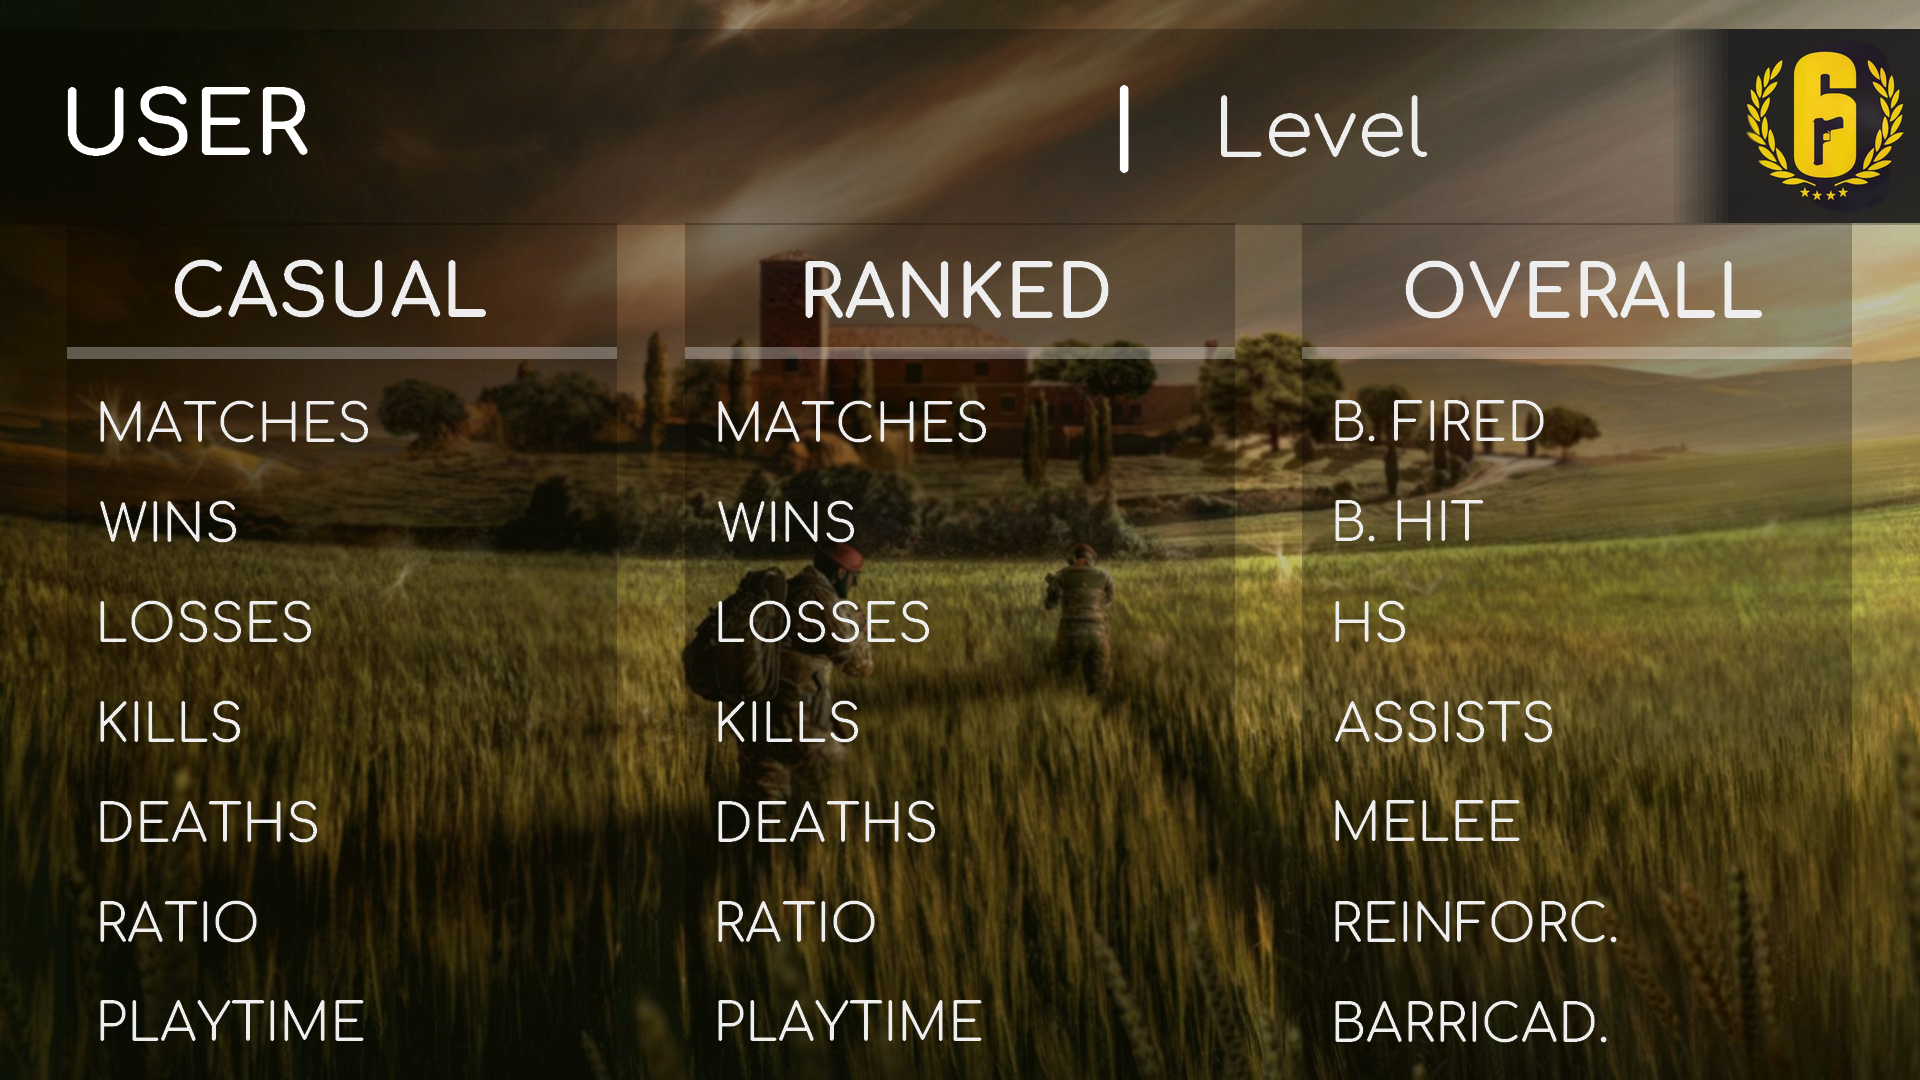 USER | Level
6
CASUAL
MATCHES
WINS
LOSSES
KILLS
DEATHS
RATIO
PLAYTIME
RANKED
MATCHES
WINS
LOSSES
KILLS
DEATHS
RATIO
PLAYTIME
OVERALL
B. FIRED
B. HIT
HS
ASSISTS
MELEE
REINFORC.
BARRICAD.